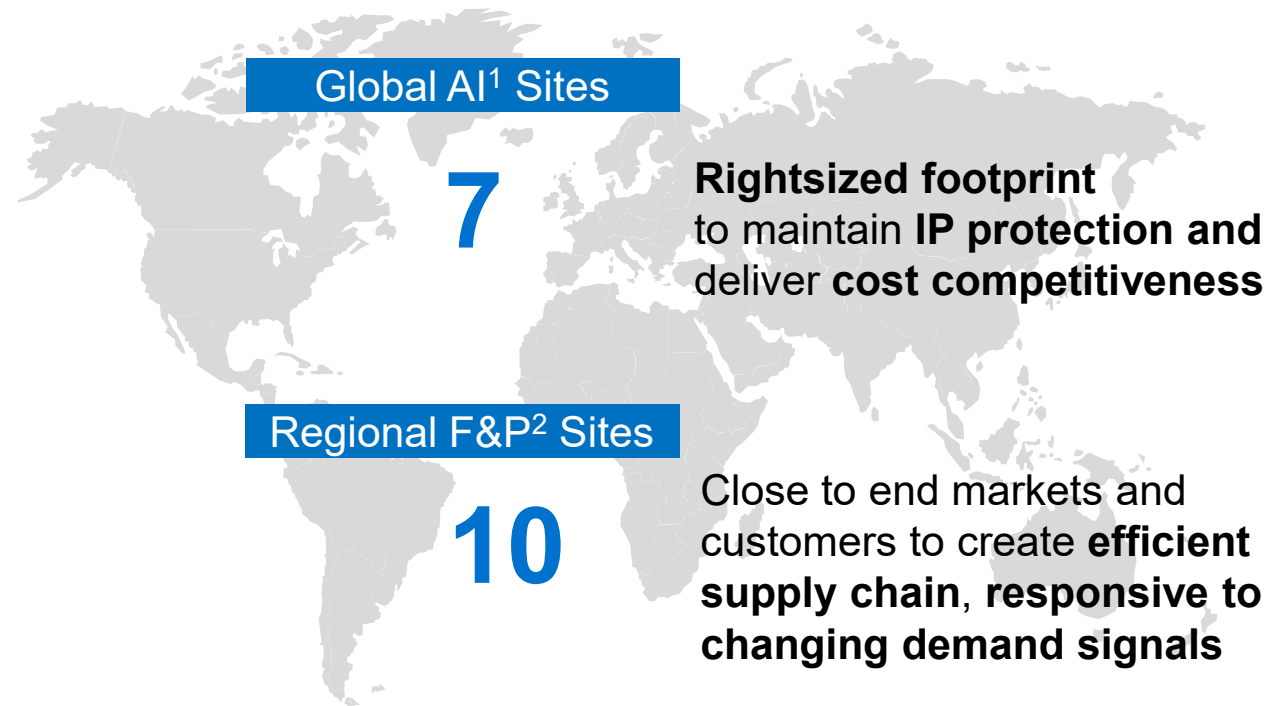 Global AI¹ Sites
7
Rightsized footprint
to maintain IP protection and
deliver cost competitiveness
Regional F&P² Sites
10
Close to end markets and
customers to create efficient
supply chain, responsive to
changing demand signals